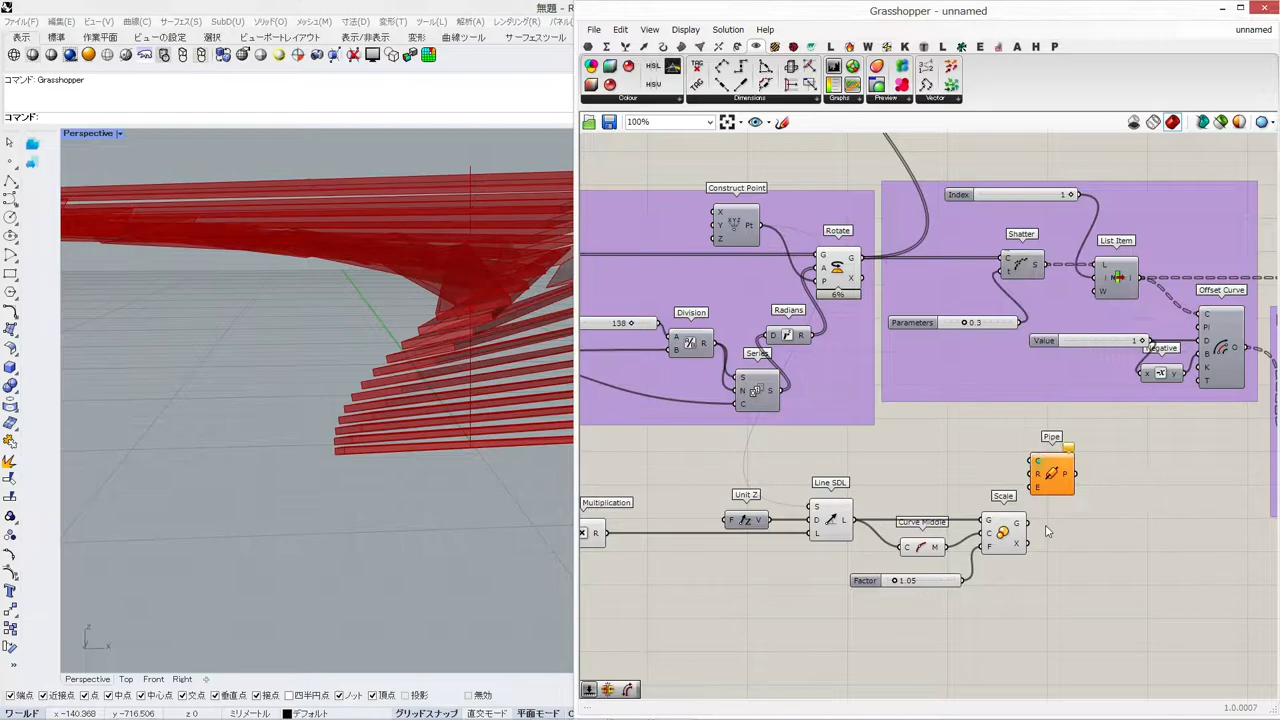 無題 - R
Grasshopper - unnamed
ファイル(F) 編集(E) ビュー(V) 曲線(C) サーフェス(S) SubD(U) ソリッド(O) メッシュ(M) 寸法(D) 変形(T) ツール(L) 解析(A) レンダリング(R) パネル(P)
File Edit View Display Solution Help unnamed
表示 標準 作業平面 ビューの設定 選択 ビューポートレイアウト 表示/非表示 変形 曲線ツール サーフェスツール
L W K L E A H P
HSL
HSV
TAG
TAG
Colour Dimensions Graphs Preview Vector
コマンド: Grasshopper
コマンド:
100%
Perspective
Construct Point
X
Y
Z
Pt
Rotate
G
A
P
G
X
6%
Index 1
Shatter
C
t
S
List Item
L
i
W
i
Offset Curve
C
Pl
D
B
K
T
O
138
Division
A
B
R
Radians
D R
Series
S
N
C
S
Parameters 0.3
Value 1
Negative
X y
Pipe
C
R
E
P
Multiplication
R
Unit Z
F V
Line SDL
S
D
L
L
Curve Middle
C M
Scale
G
C
F
G
X
Factor 1.05
z
x
Perspective Top Front Right
端点 近接点 点 中点 中心点 交点 垂直点 接点 四半円点 ノット 頂点 投影 無効
ワールド x -140.368 y -716.506 z 0 ミリメートル デフォルト グリッドスナップ 直交モード 平面モード
1.0.0007